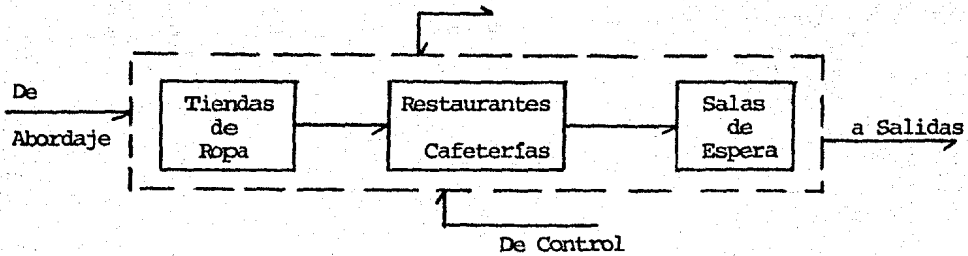 De
Abordaje
Tiendas
de
Ropa
Restaurantes
Cafeterías
Salas
de
Espera
a Salidas
De Control